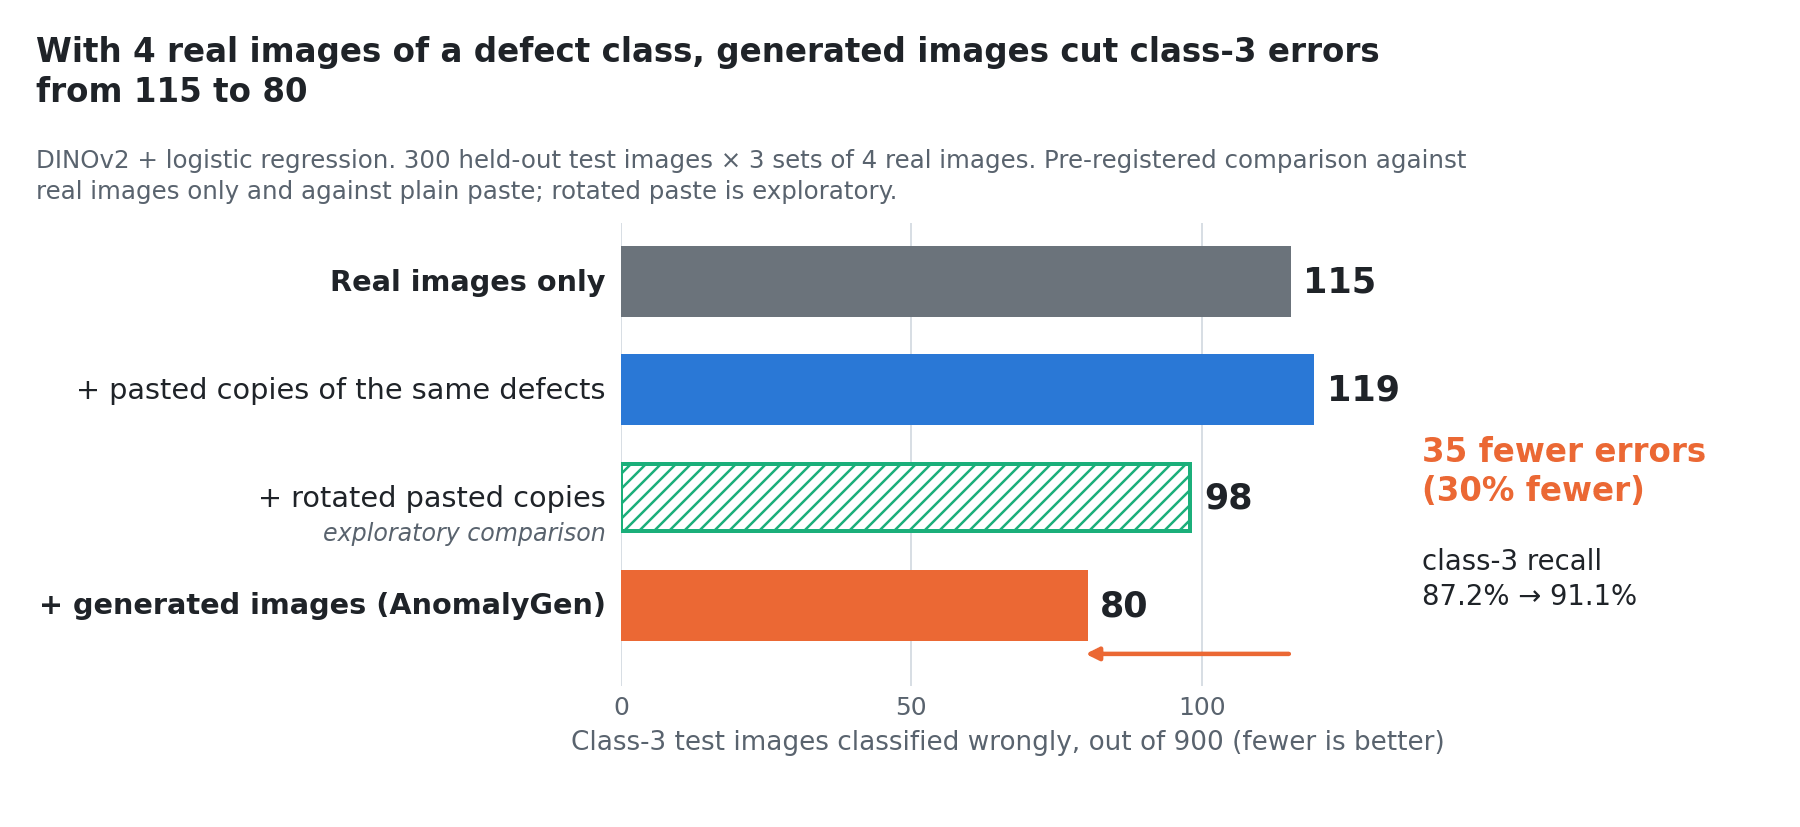 With 4 real images of a defect class, generated images cut class-3 errors
from 115 to 80
DINOv2 + logistic regression. 300 held-out test images × 3 sets of 4 real images. Pre-registered comparison against
real images only and against plain paste; rotated paste is exploratory.
Real images only
115
+ pasted copies of the same defects
119
35 fewer errors
(30% fewer)
+ rotated pasted copies
98
exploratory comparison
class-3 recall
87.2% → 91.1%
+ generated images (AnomalyGen)
80
0
50
100
Class-3 test images classified wrongly, out of 900 (fewer is better)